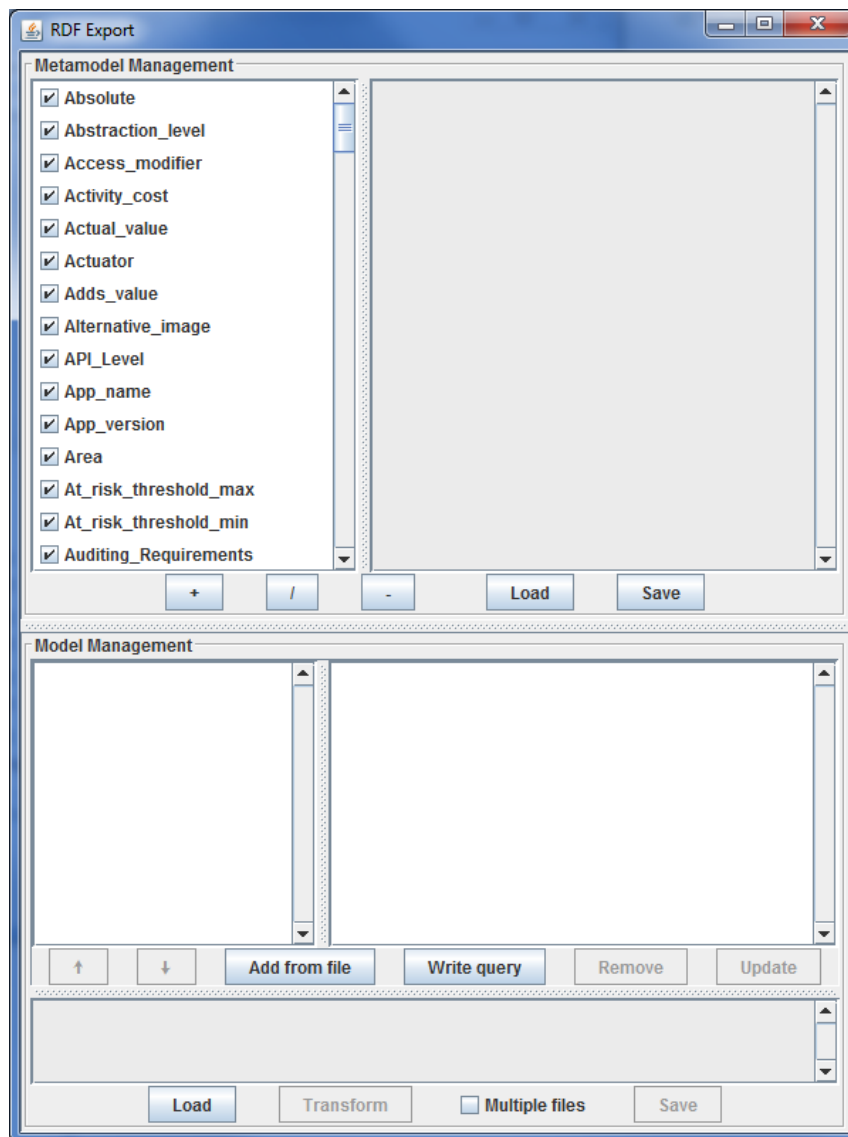 RDF Export
Metamodel Management
Absolute
Abstraction_level
Access_modifier
Activity_cost
Actual_value
Actuator
Adds_value
Alternative_image
API_Level
App_name
App_version
Area
At_risk_threshold_max
At_risk_threshold_min
Auditing_Requirements
+ / - Load Save
Model Management
Add from file Write query Remove Update
Load Transform Multiple files Save